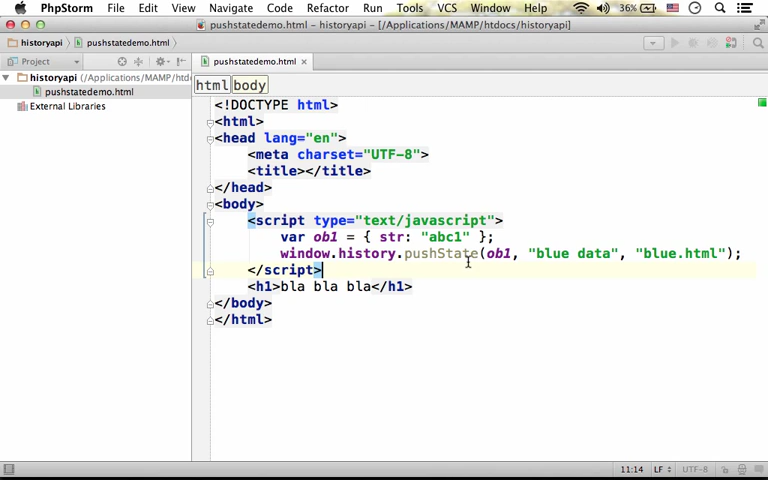 PhpStorm File Edit View Navigate Code Refactor Run Tools VCS Window Help 36%
pushstatedemo.html - historyapi - [/Applications/MAMP/htdocs/historyapi]
historyapi pushstatedemo.html
Project pushstatedemo.html
historyapi (/Applications/MAMP/htd
pushstatedemo.html
External Libraries
html body
<!DOCTYPE html>
<html>
<head lang="en">
<meta charset="UTF-8">
<title></title>
</head>
<body>
<script type="text/javascript">
var ob1 = { str: "abc1" };
window.history.pushState(ob1, "blue data", "blue.html");
</script>
<h1>bla bla bla</h1>
</body>
</html>
11:14 LF UTF-8